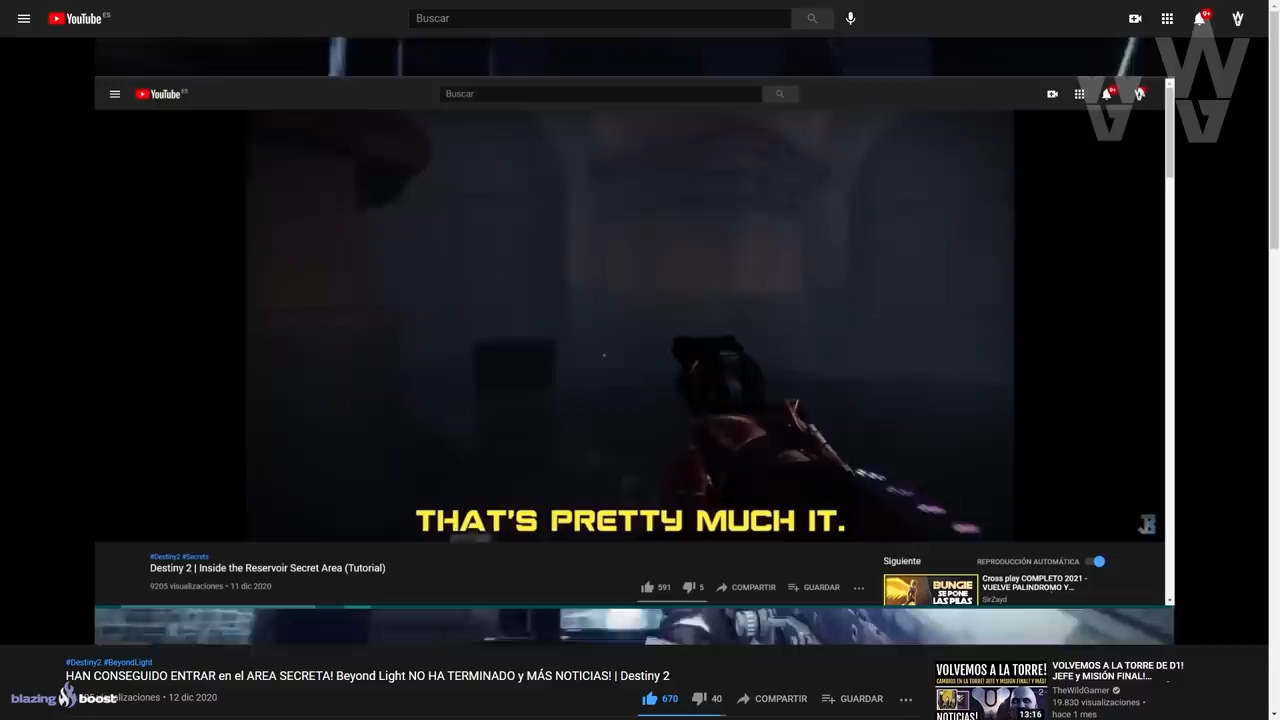 YouTube ES
Buscar
9+
YouTube ES
Buscar
9+
THAT'S PRETTY MUCH IT.
#Destiny2 #Secrets
Destiny 2 | Inside the Reservoir Secret Area (Tutorial)
9205 visualizaciones • 11 dic 2020
591 5 COMPARTIR GUARDAR
Siguiente
REPRODUCCIÓN AUTOMÁTICA
BUNGIE
SE PONE
LAS PILAS
Cross play COMPLETO 2021 -
VUELVE PALINDROMO Y...
SirZayd
#Destiny2 #BeyondLight
HAN CONSEGUIDO ENTRAR en el AREA SECRETA! Beyond Light NO HA TERMINADO y MÁS NOTICIAS! | Destiny 2
• 12 dic 2020
blazing boost
670 40 COMPARTIR GUARDAR
VOLVEMOS A LA TORRE!
NOTICIAS!
13:16
VOLVEMOS A LA TORRE DE D1!
JEFE y MISIÓN FINAL!...
TheWildGamer
19.830 visualizaciones •
hace 1 mes